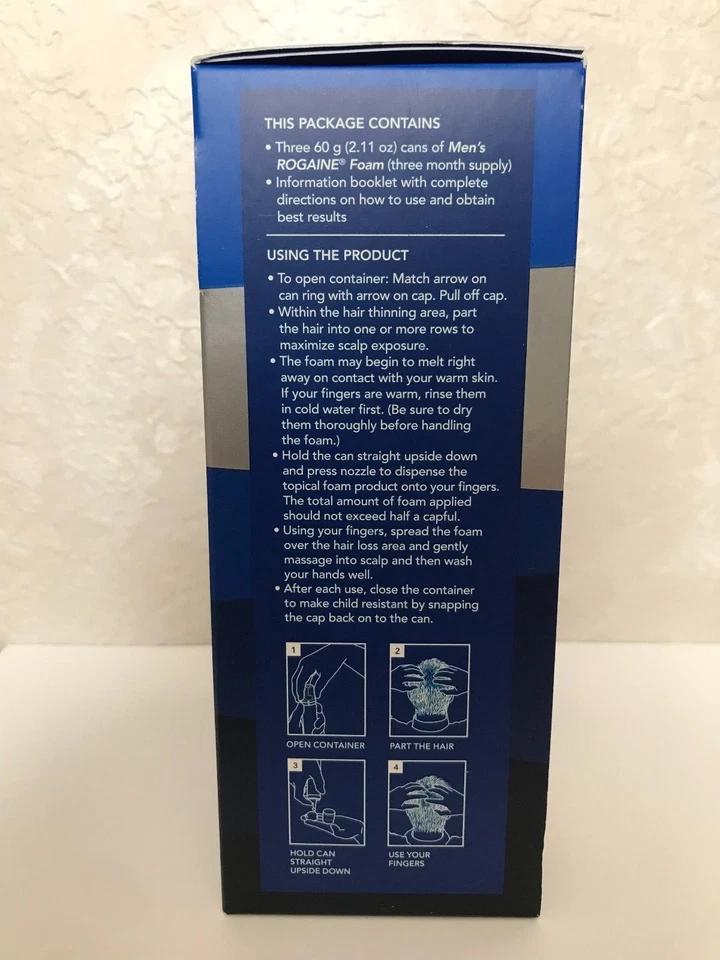 THIS PACKAGE CONTAINS
• Three 60 g (2.11 oz) cans of Men's
ROGAINE® Foam (three month supply)
• Information booklet with complete
directions on how to use and obtain
best results
USING THE PRODUCT
• To open container: Match arrow on
can ring with arrow on cap. Pull off cap.
• Within the hair thinning area, part
the hair into one or more rows to
maximize scalp exposure.
• The foam may begin to melt right
away on contact with your warm skin.
If your fingers are warm, rinse them
in cold water first. (Be sure to dry
them thoroughly before handling
the foam.)
• Hold the can straight upside down
and press nozzle to dispense the
topical foam product onto your fingers.
The total amount of foam applied
should not exceed half a capful.
• Using your fingers, spread the foam
over the hair loss area and gently
massage into scalp and then wash
your hands well.
• After each use, close the container
to make child resistant by snapping
the cap back on to the can.
1
OPEN CONTAINER
2
PART THE HAIR
3
HOLD CAN
STRAIGHT
UPSIDE DOWN
4
USE YOUR
FINGERS